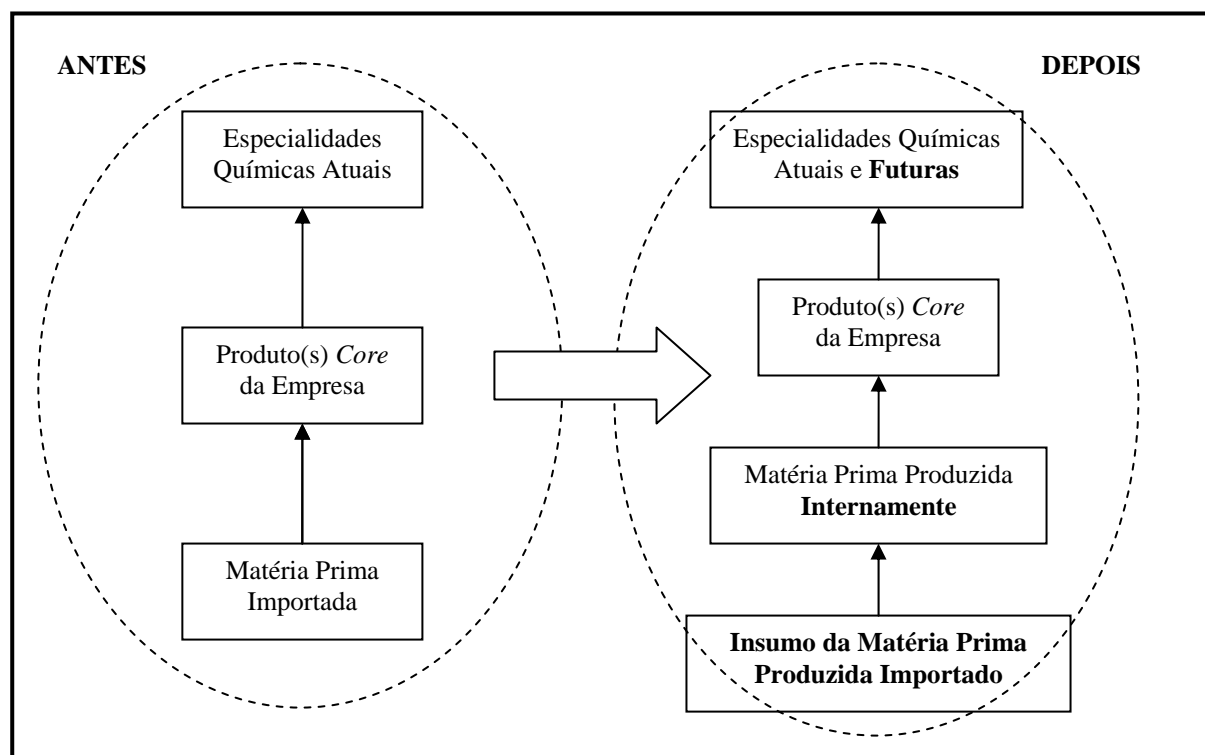 ANTES
Especialidades
Químicas Atuais
Produto(s) Core
da Empresa
Matéria Prima
Importada
DEPOIS
Especialidades Químicas
Atuais e Futuras
Produto(s) Core
da Empresa
Matéria Prima Produzida
Internamente
Insumo da Matéria Prima
Produzida Importado